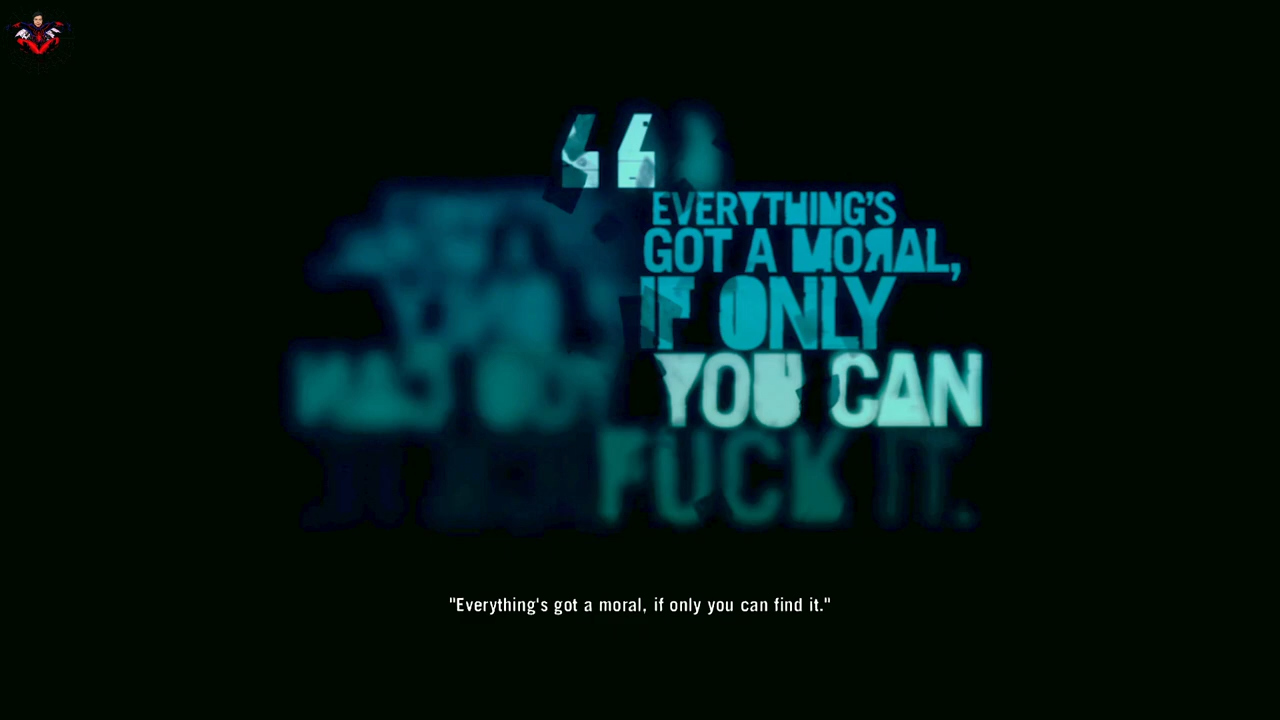 “
EVERYTHING'S
GOT A MORAL,
IF ONLY
YOU CAN
FUCK IT.
"Everything's got a moral, if only you can find it."